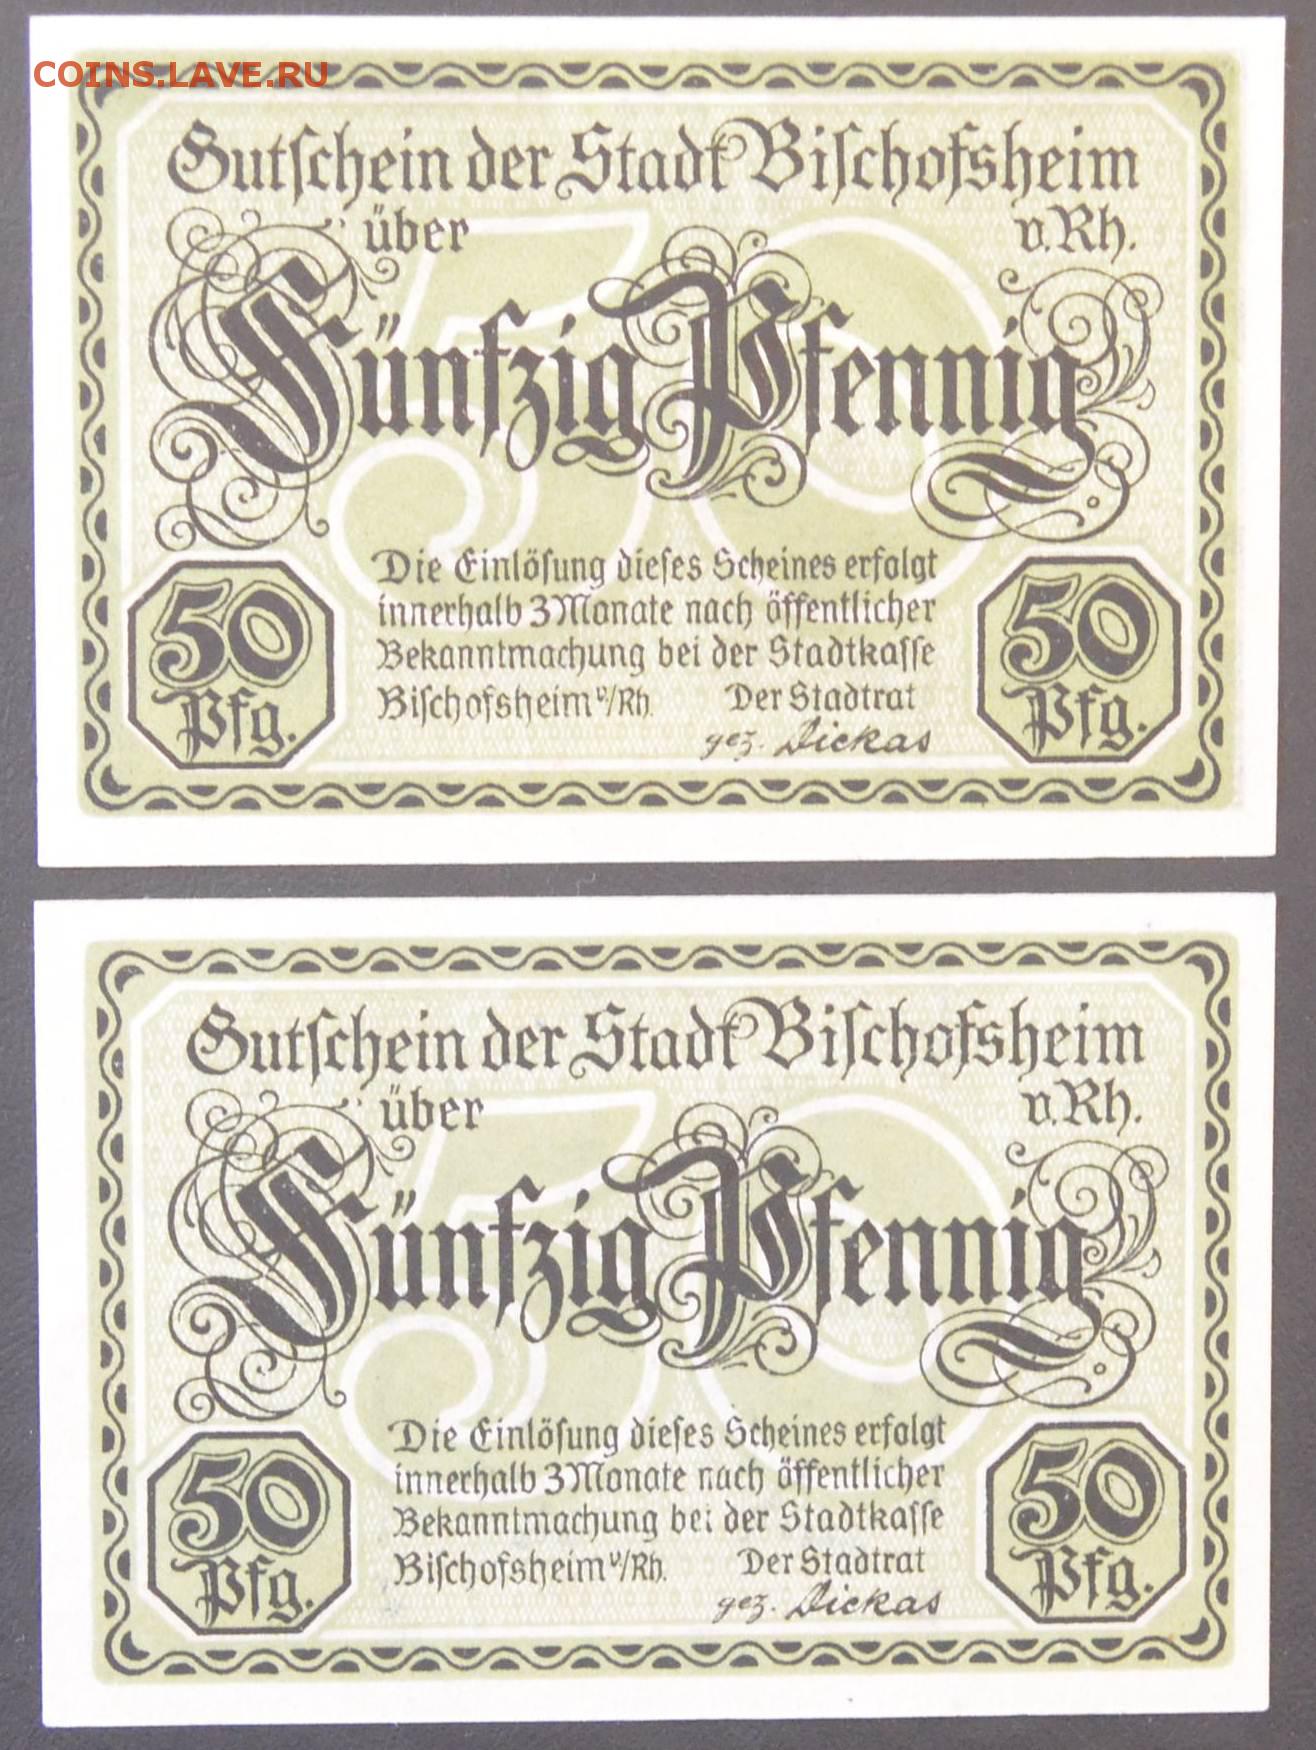 COINS.LAVE.RU
Gutſchein der Stadt Biſchofsheim
über v. Rh.
Fünfzig Pfennig
Die Einlöſung dieſes Scheines erfolgt
innerhalb 3 Monate nach öffentlicher
Bekanntmachung bei der Stadtkaſſe
Biſchofsheim v/Rh. Der Stadtrat
gez. Dickas
50 Pfg. 50 Pfg.
Gutſchein der Stadt Biſchofsheim
über v. Rh.
Fünfzig Pfennig
Die Einlöſung dieſes Scheines erfolgt
innerhalb 3 Monate nach öffentlicher
Bekanntmachung bei der Stadtkaſſe
Biſchofsheim v/Rh. Der Stadtrat
gez. Dickas
50 Pfg. 50 Pfg.